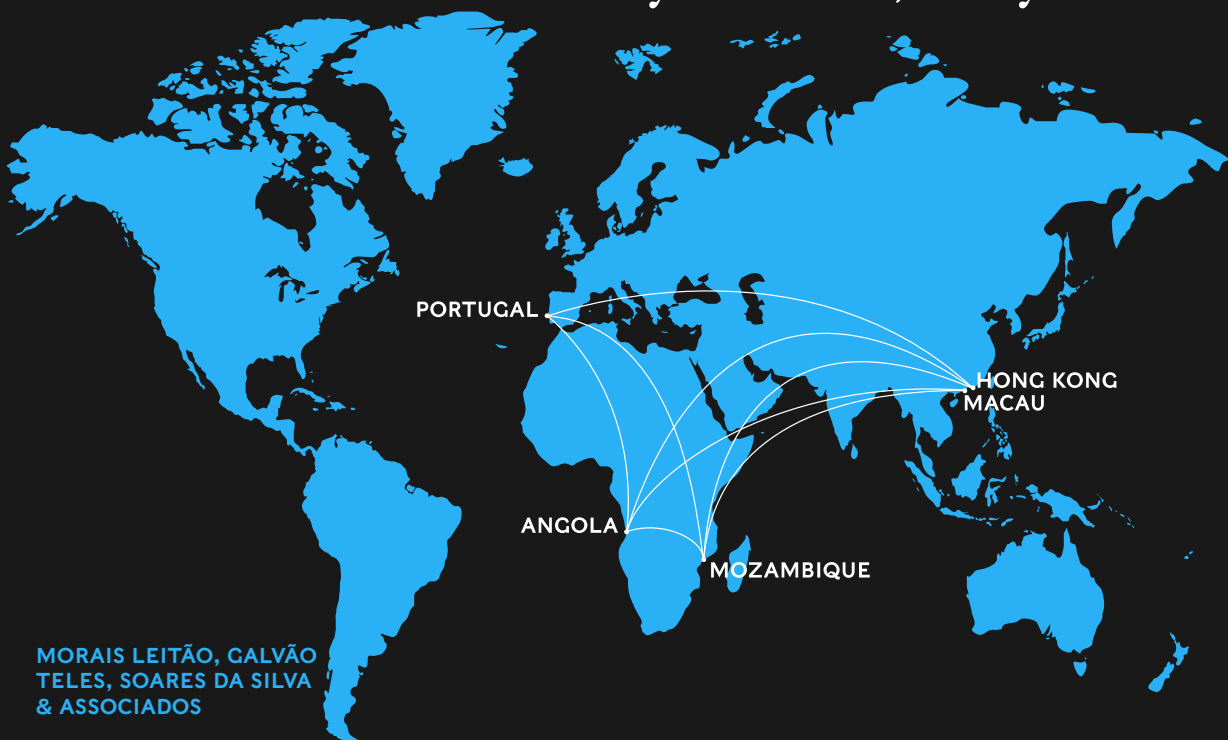 PORTUGAL
HONG KONG
MACAU
ANGOLA
MOZAMBIQUE
MORAIS LEITÃO, GALVÃO
TELES, SOARES DA SILVA
& ASSOCIADOS